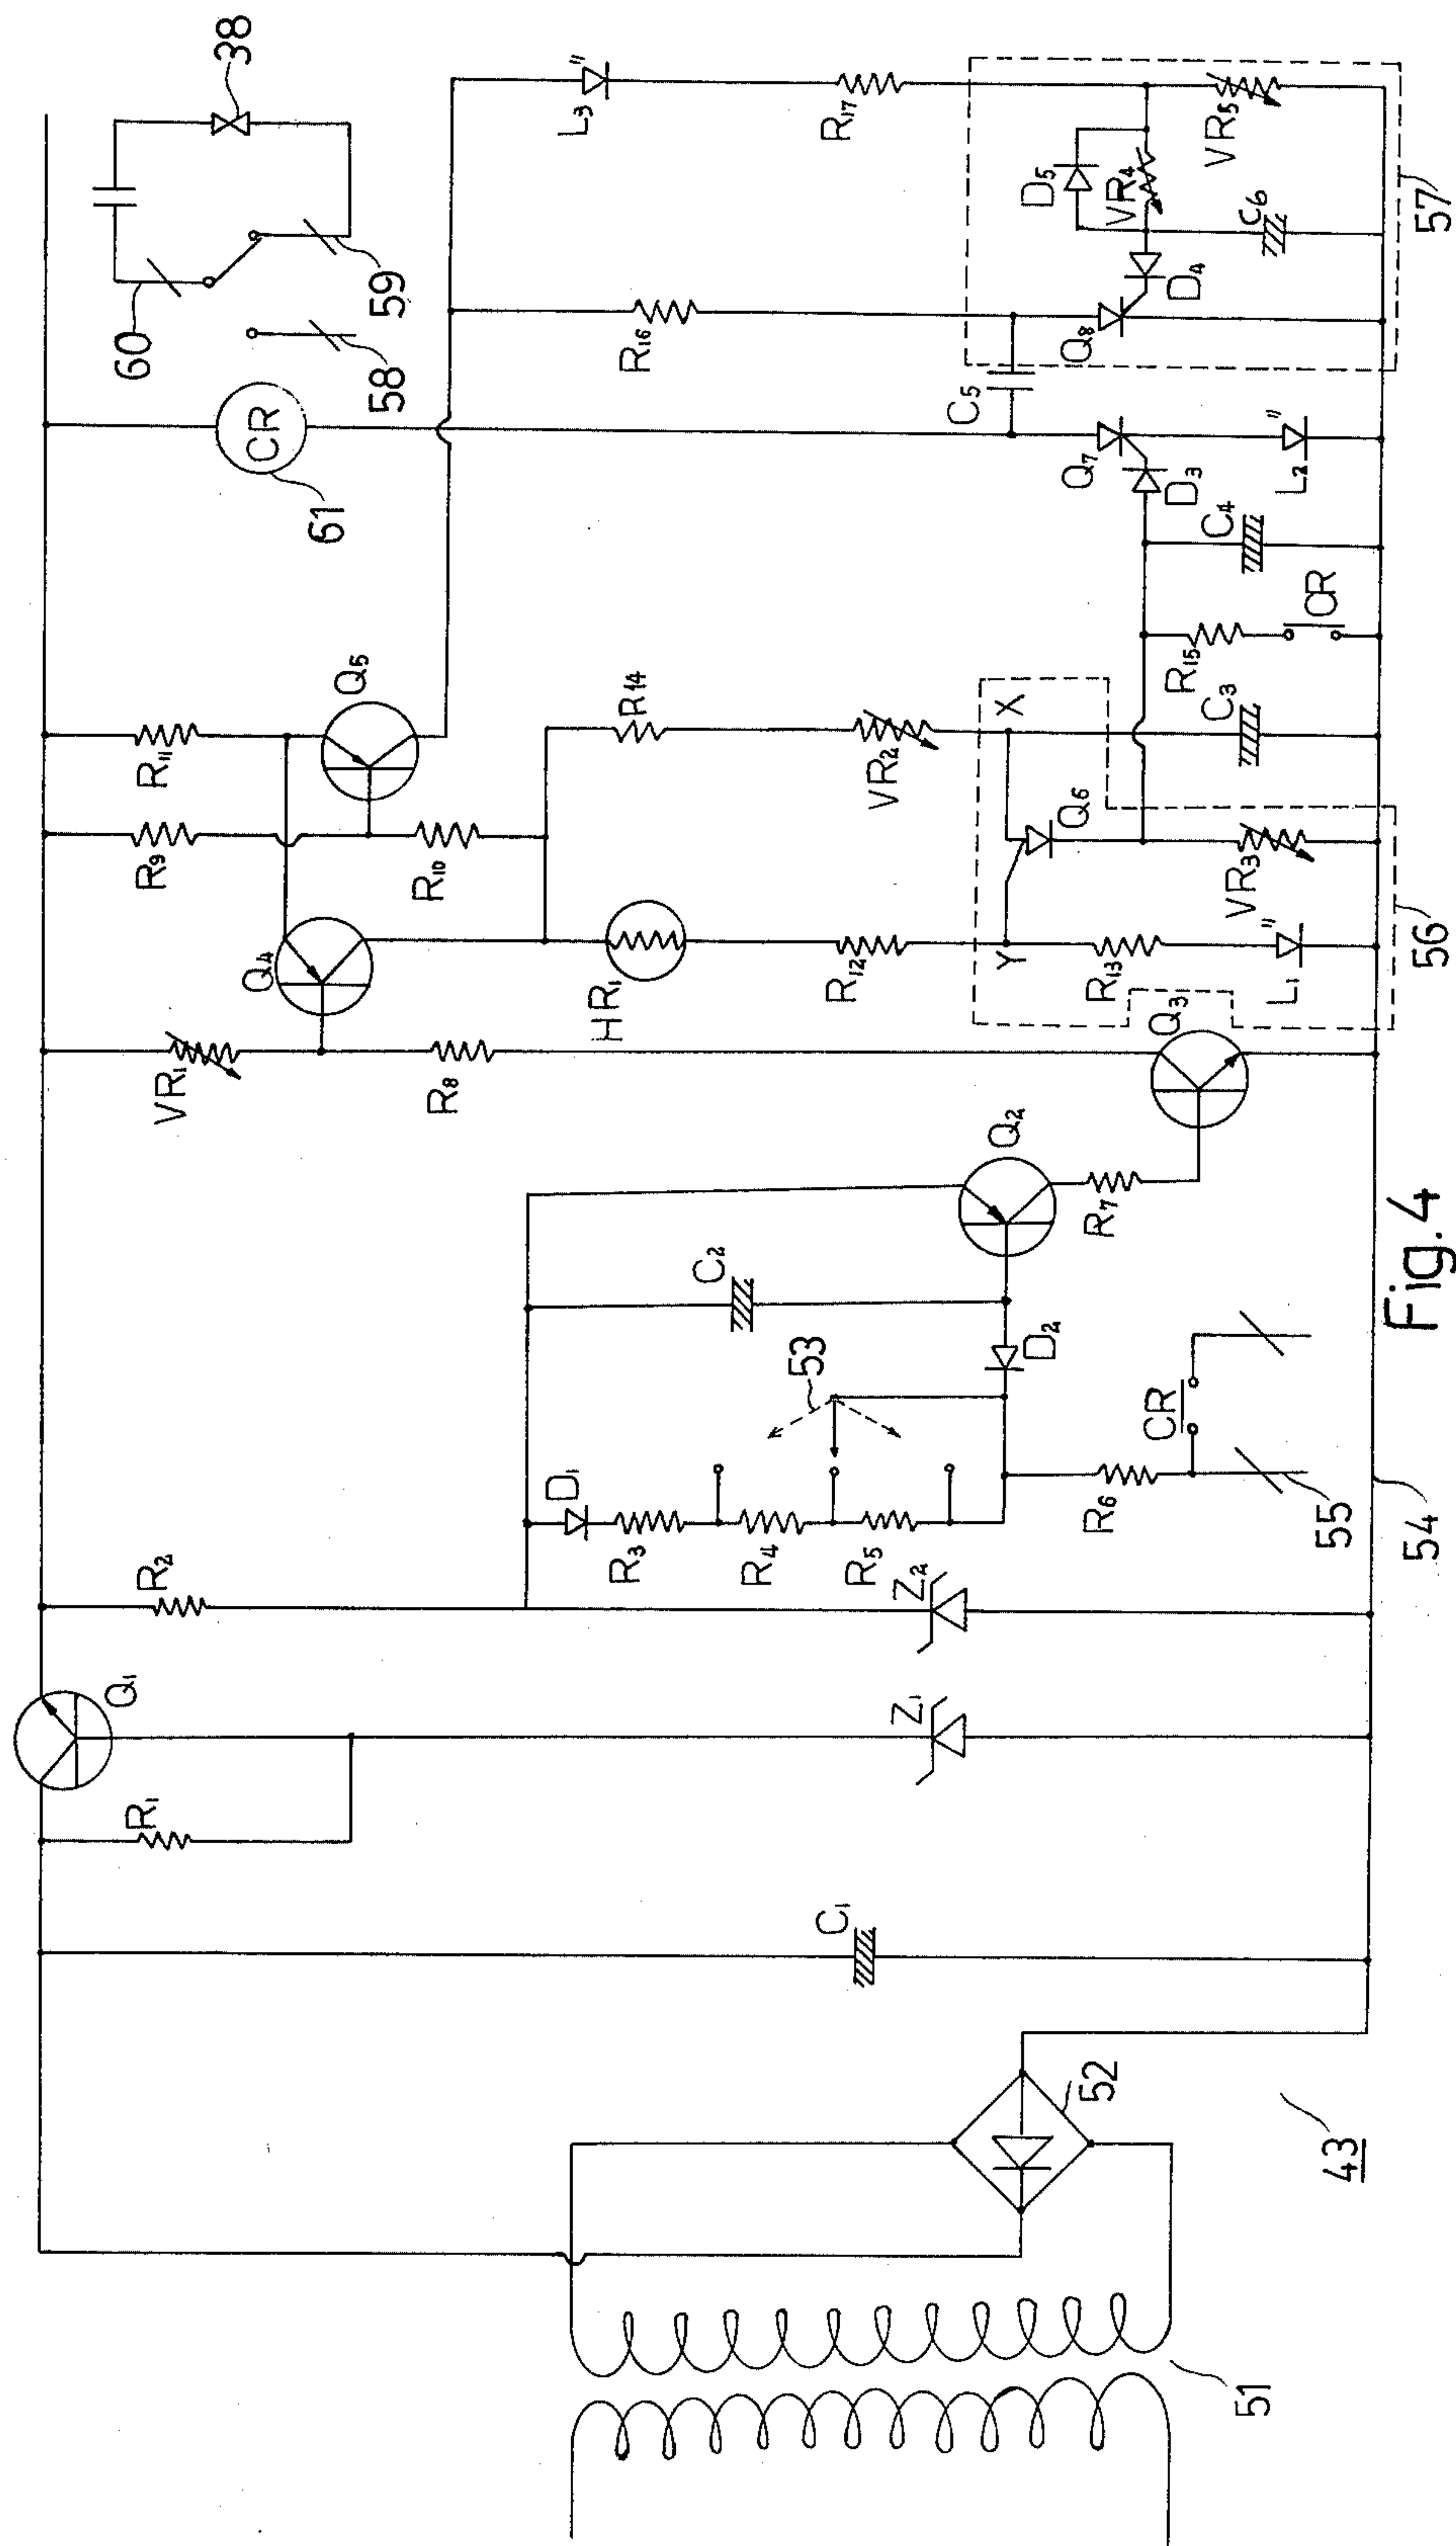 38
60
59
58
CR
61
L3
R17
R16
D5
VR4
VR5
C6
D4
Q8
57
C5
Q7
D3
L2
C4
CR
R15
C3
R11
Q5
R9
R10
R14
VR2
X
Q6
VR3
Q4
HR1
R12
Y
R13
L1
56
VR1
R8
Q3
Q2
R7
C2
53
D2
D1
R3
R4
R5
R6
CR
55
54
R2
Z2
Q1
Z1
R1
C1
52
43
51
Fig. 4